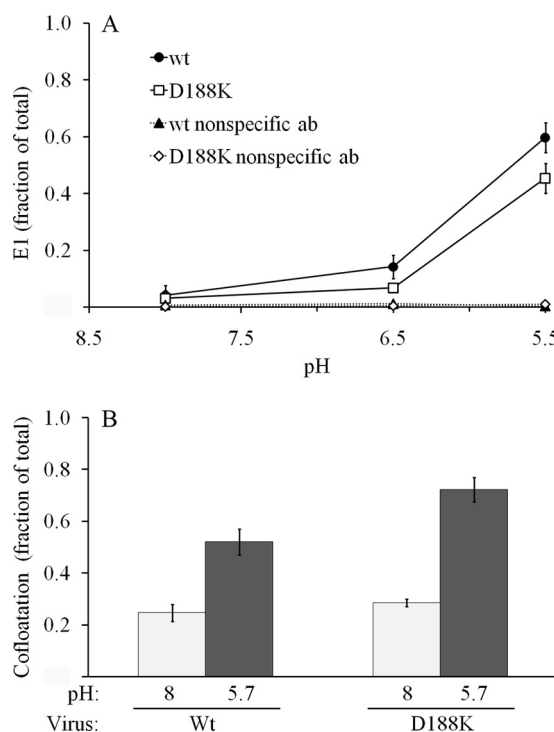 A
1.0
wt
D188K
0.8
wt nonspecific ab
D188K nonspecific ab
0.6
0.4
0.2
E1 (fraction of total)
8.5 7.5 6.5 5.5
pH
B
1.0
0.8
0.6
0.4
0.2
Cofloatation (fraction of total)
pH: 8 5.7 8 5.7
Virus: Wt D188K